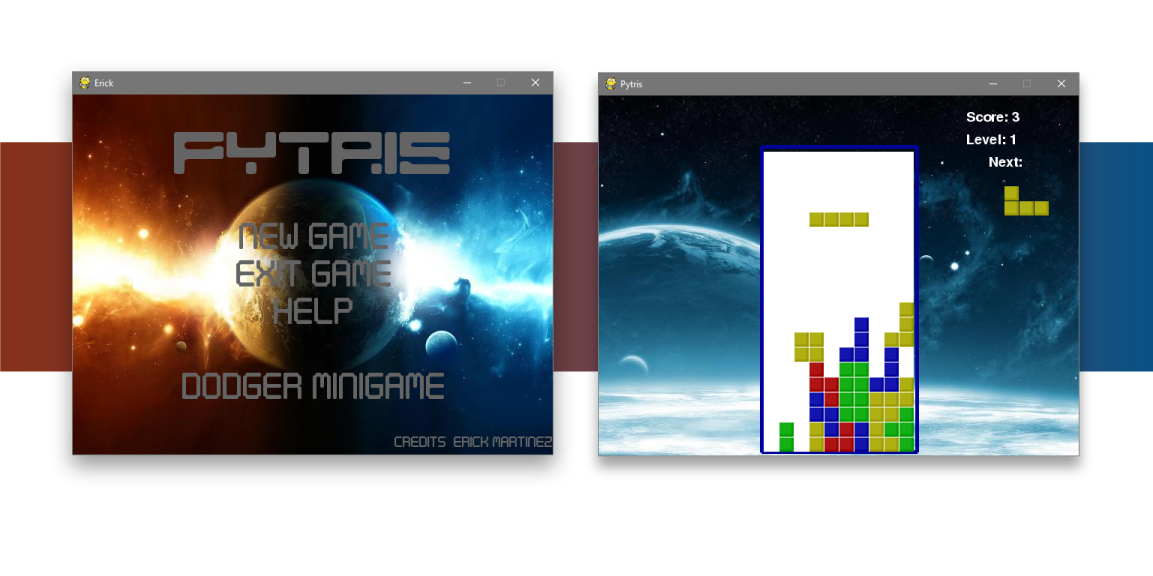 Erick
PYTRIS
NEW GAME
EXIT GAME
HELP
DODGER MINIGAME
CREDITS ERICK MARTINEZ
Pytris
Score: 3
Level: 1
Next: